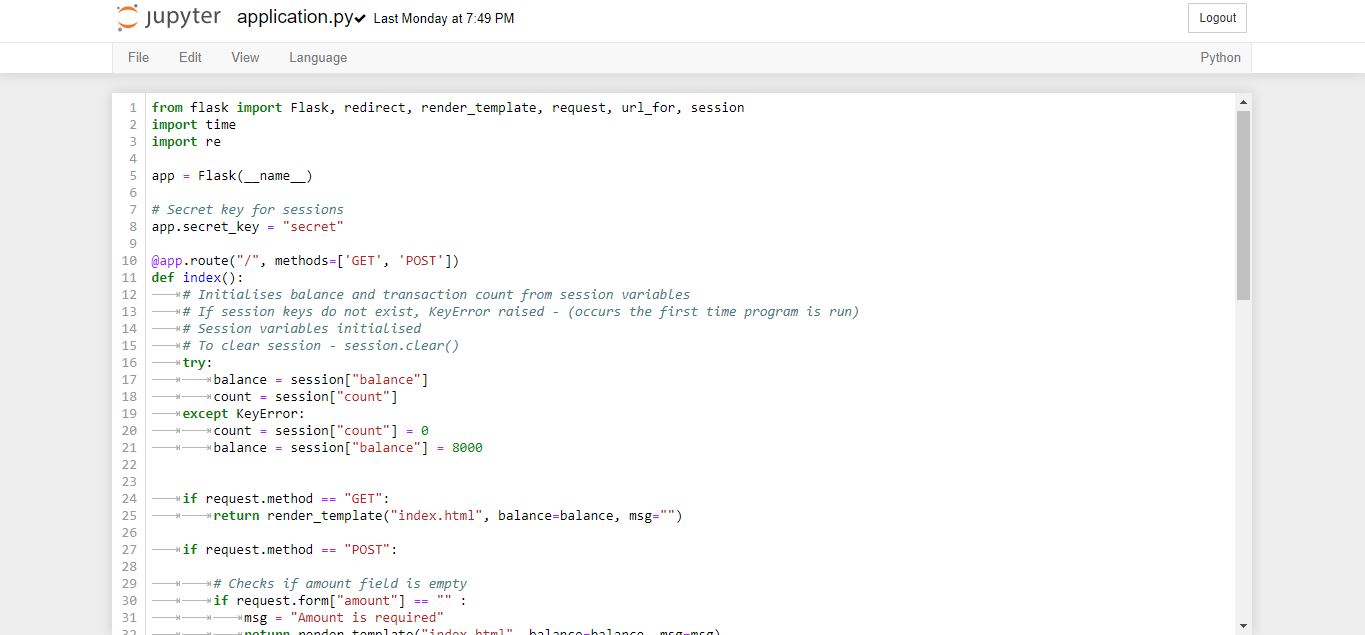 jupyter application.py✔ Last Monday at 7:49 PM Logout
File Edit View Language Python
1 from flask import Flask, redirect, render_template, request, url_for, session
2 import time
3 import re
4
5 app = Flask(__name__)
6
7 # Secret key for sessions
8 app.secret_key = "secret"
9
10 @app.route("/", methods=['GET', 'POST'])
11 def index():
12 # Initialises balance and transaction count from session variables
13 # If session keys do not exist, KeyError raised - (occurs the first time program is run)
14 # Session variables initialised
15 # To clear session - session.clear()
16 try:
17 balance = session["balance"]
18 count = session["count"]
19 except KeyError:
20 count = session["count"] = 0
21 balance = session["balance"] = 8000
22
23
24 if request.method == "GET":
25 return render_template("index.html", balance=balance, msg="")
26
27 if request.method == "POST":
28
29 # Checks if amount field is empty
30 if request.form["amount"] == "" :
31 msg = "Amount is required"
32 return render_template("index.html", balance=balance, msg=msg)